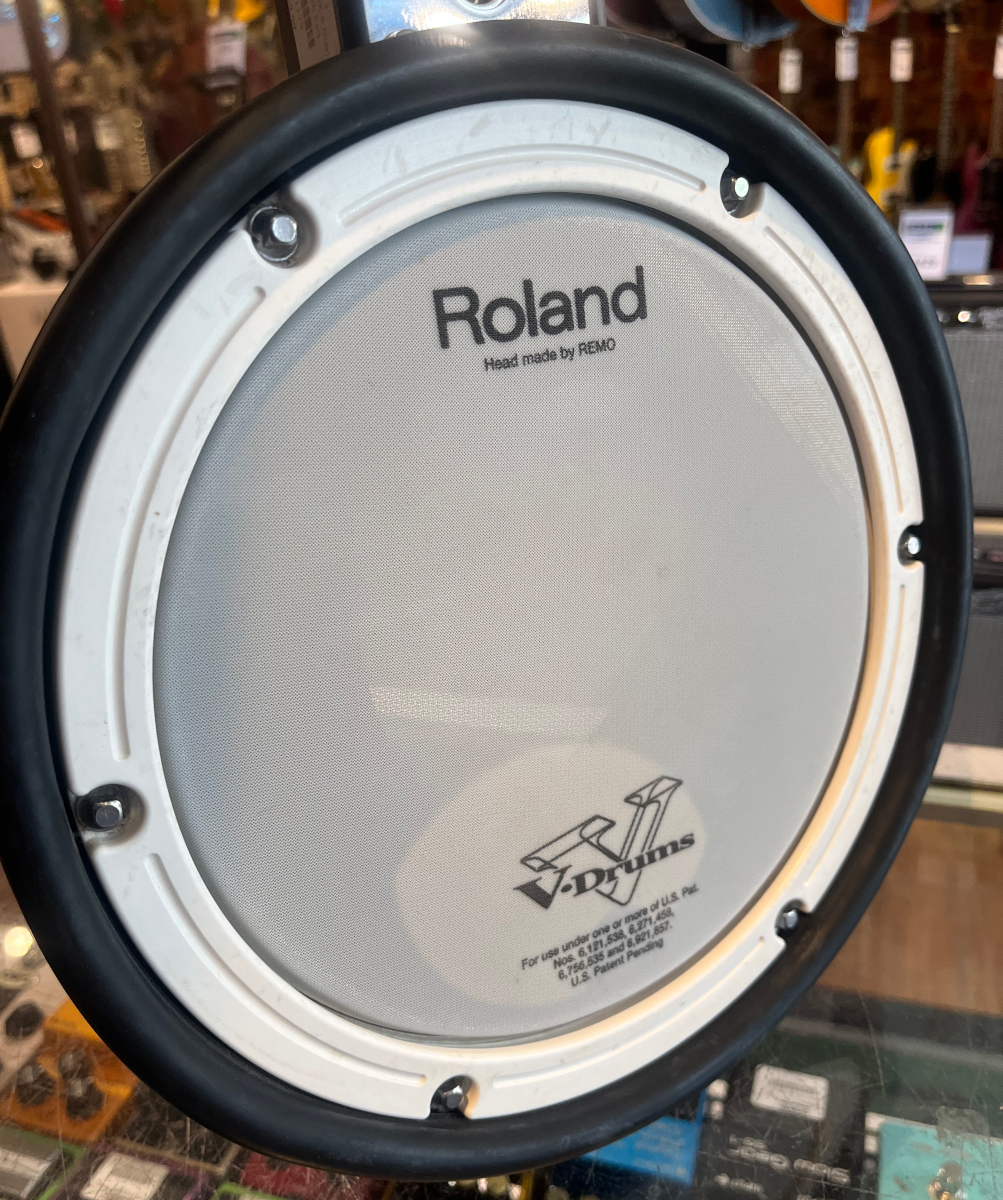 Roland
Head made by REMO
V-Drums
For use under one or more of U.S. Pat.
Nos. 6,121,538, 6,271,458,
6,756,535 and 6,921,857.
U.S. Patent Pending